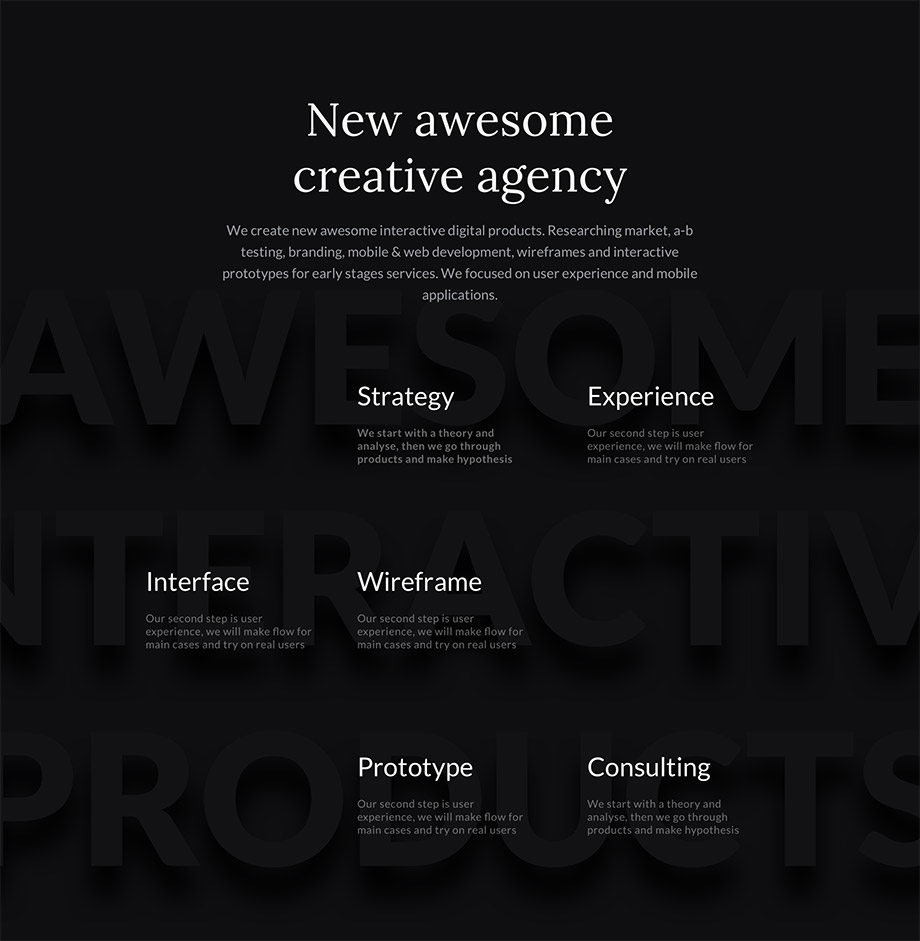 New awesome
creative agency
We create new awesome interactive digital products. Researching market, a-b
testing, branding, mobile & web development, wireframes and interactive
prototypes for early stages services. We focused on user experience and mobile
applications.
AWESOME
Strategy
We start with a theory and
analyse, then we go through
products and make hypothesis
Experience
Our second step is user
experience, we will make flow for
main cases and try on real users
NTERACTIV
Interface
Our second step is user
experience, we will make flow for
main cases and try on real users
Wireframe
Our second step is user
experience, we will make flow for
main cases and try on real users
PRODUCTS
Prototype
Our second step is user
experience, we will make flow for
main cases and try on real users
Consulting
We start with a theory and
analyse, then we go through
products and make hypothesis